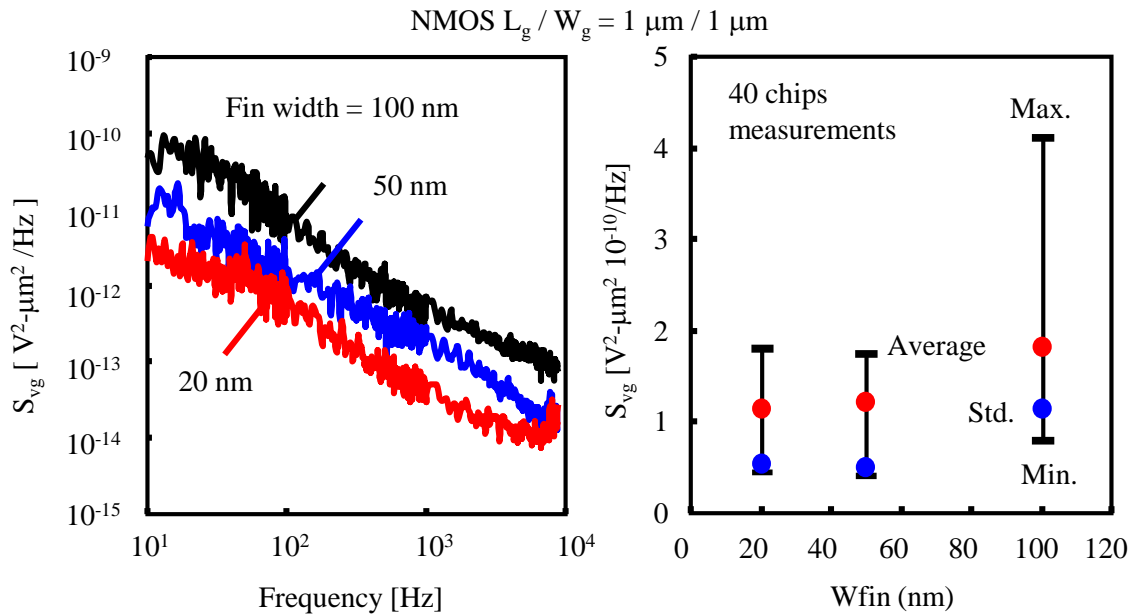 NMOS Lg / Wg = 1 μm / 1 μm
Svg [ V²-μm² /Hz ]
10⁻⁹
10⁻¹⁰
10⁻¹¹
10⁻¹²
10⁻¹³
10⁻¹⁴
10⁻¹⁵
Fin width = 100 nm
50 nm
20 nm
10¹ 10² 10³ 10⁴
Frequency [Hz]
Svg [V²-μm² 10⁻¹⁰/Hz]
5
4
3
2
1
0
40 chips
measurements
Max.
Average
Std.
Min.
0 20 40 60 80 100 120
Wfin (nm)